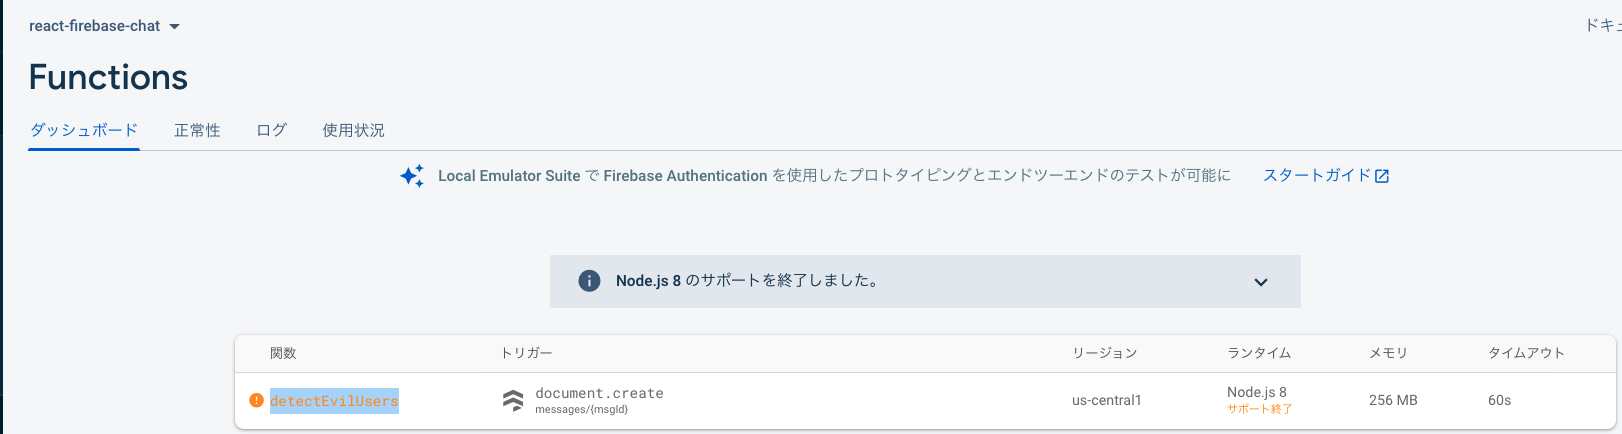 react-firebase-chat
ドキュ
Functions
ダッシュボード 正常性 ログ 使用状況
Local Emulator Suite で Firebase Authentication を使用したプロトタイピングとエンドツーエンドのテストが可能に スタートガイド
Node.js 8 のサポートを終了しました。
関数 トリガー リージョン ランタイム メモリ タイムアウト
detectEvilUsers document.create us-central1 Node.js 8 256 MB 60s
messages/{msgId} サポート終了